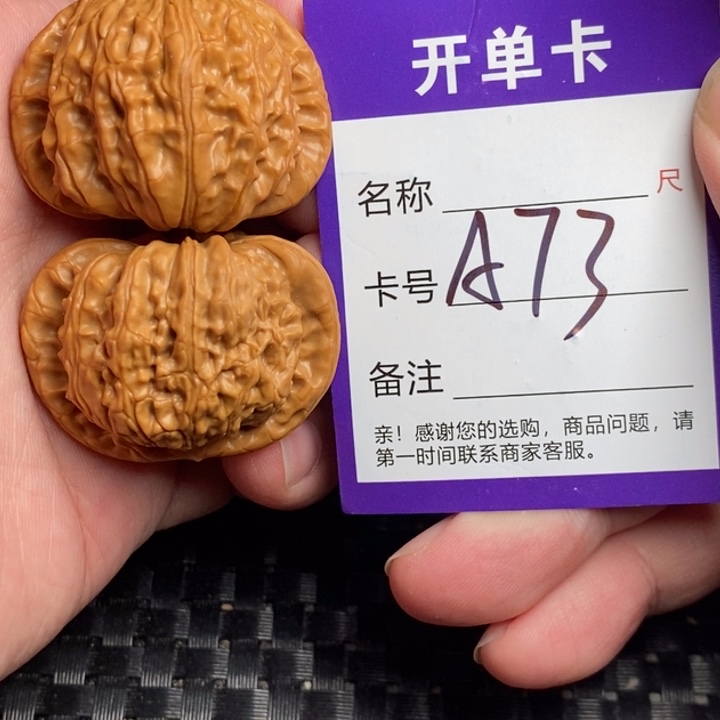 开单卡
名称 尺
卡号 A73
备注
亲！感谢您的选购，商品问题，请
第一时间联系商家客服。